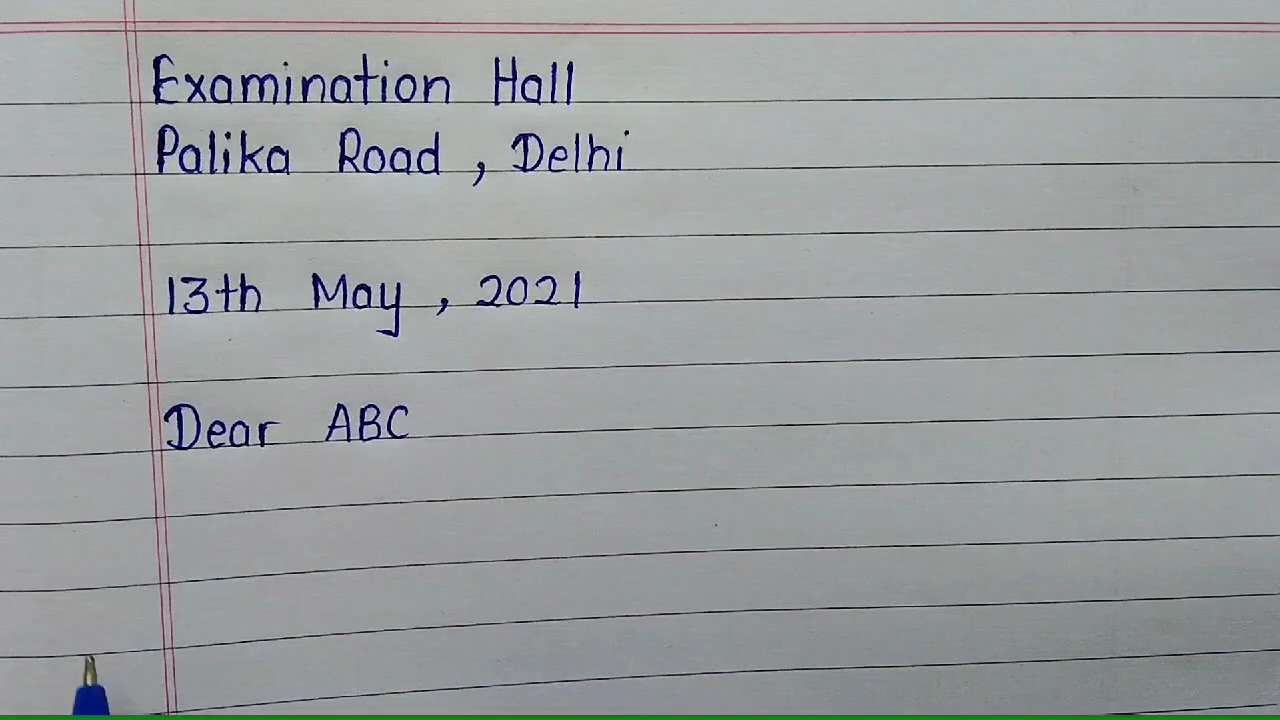 Examination Hall
Palika Road, Delhi
13th May, 2021
Dear ABC